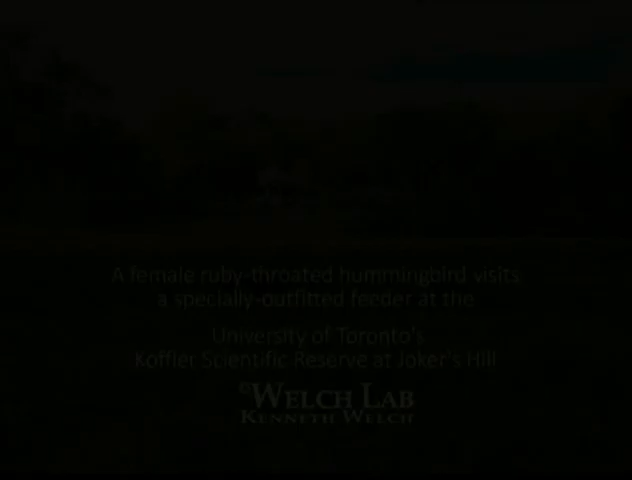 A female ruby-throated hummingbird visits
a specially-outfitted feeder at the
University of Toronto's
Koffler Scientific Reserve at Joker's Hill
©WELCH LAB
KENNETH WELCH